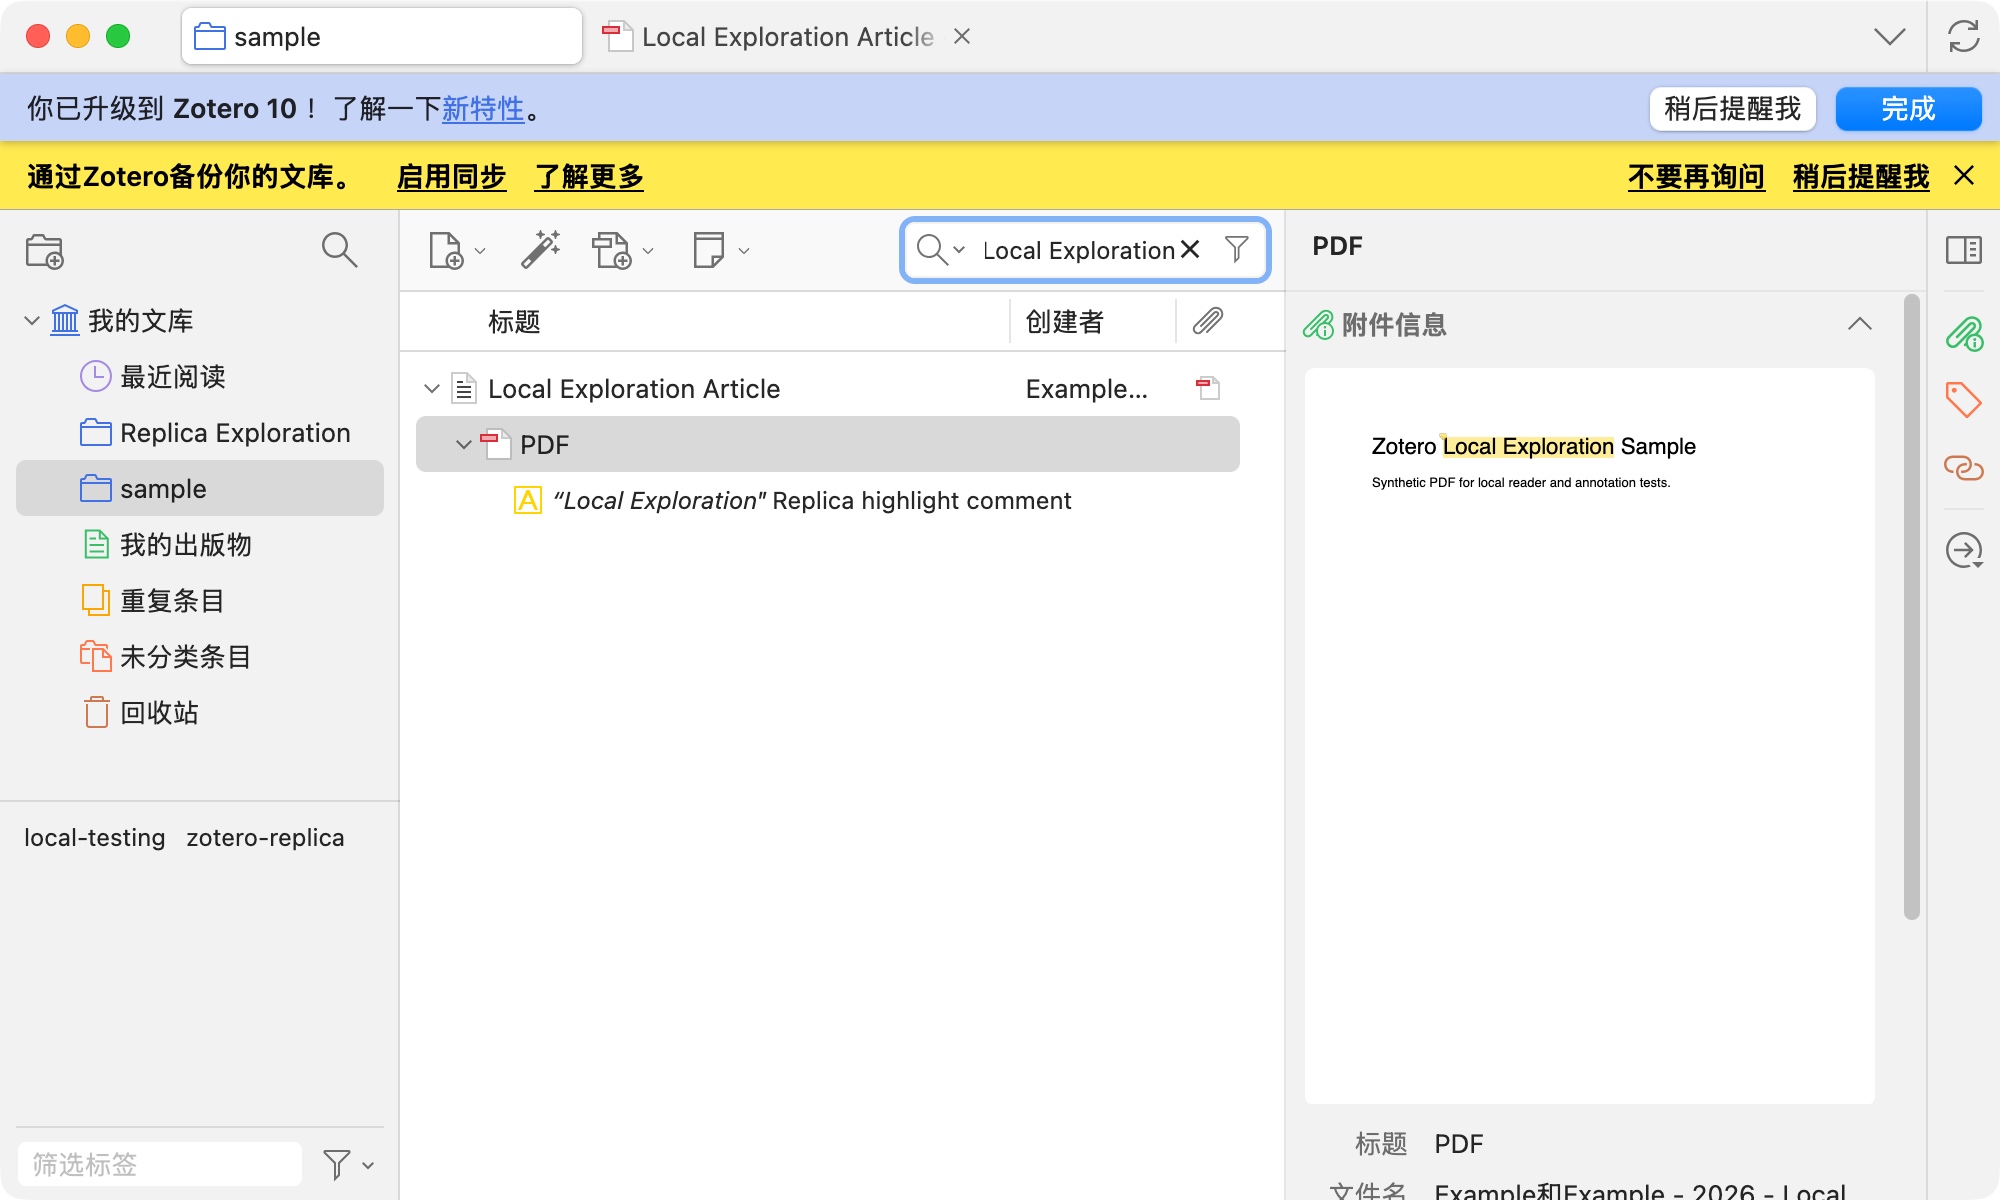 sample
Local Exploration Article
你已升级到 Zotero 10！了解一下新特性。
稍后提醒我
完成
通过Zotero备份你的文库。 启用同步 了解更多
不要再询问 稍后提醒我
我的文库
最近阅读
Replica Exploration
sample
我的出版物
重复条目
未分类条目
回收站
local-testing zotero-replica
筛选标签
Local Exploration
标题 创建者
Local Exploration Article Example...
PDF
A “Local Exploration" Replica highlight comment
PDF
附件信息
Zotero Local Exploration Sample
Synthetic PDF for local reader and annotation tests.
标题 PDF
文件名 Example和Example - 2026 - Local